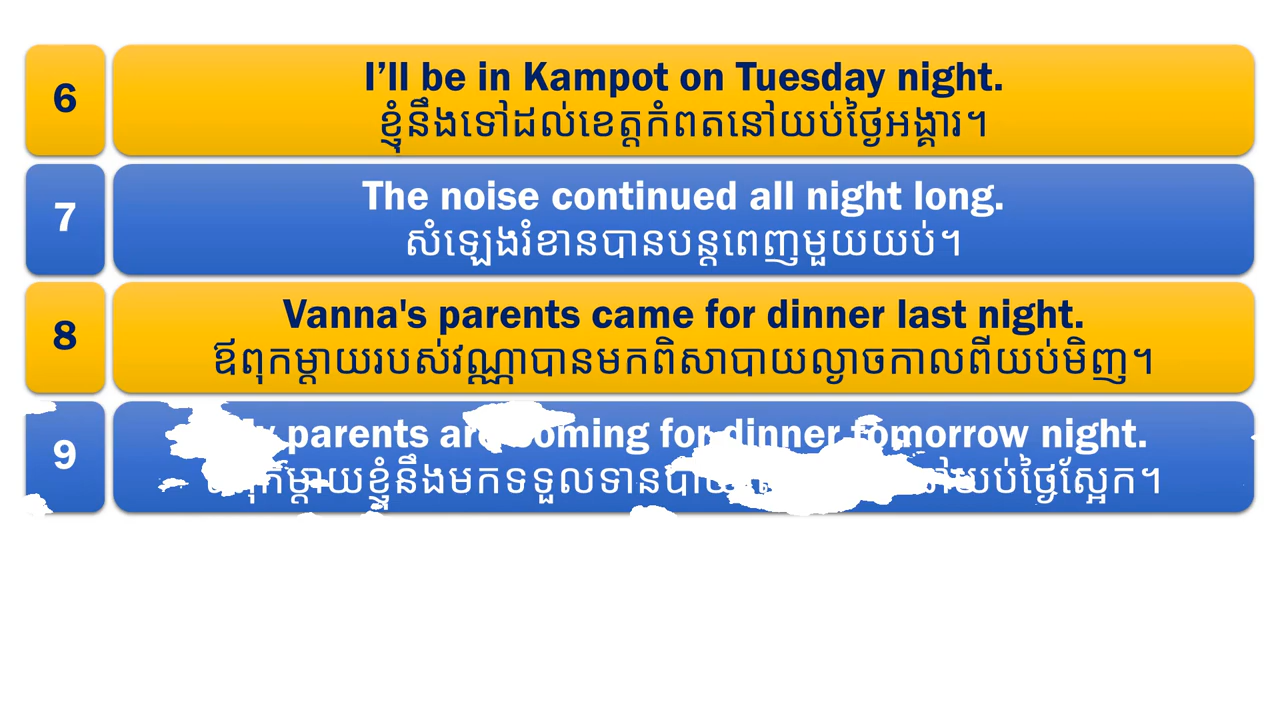 6
I’ll be in Kampot on Tuesday night.
ខ្ញុំនឹងទៅដល់ខេត្តកំពតនៅយប់ថ្ងៃអង្គារ។
7
The noise continued all night long.
សំឡេងរំខានបានបន្តពេញមួយយប់។
8
Vanna's parents came for dinner last night.
ឪពុកម្តាយរបស់វណ្ណាបានមកពិសាបាយល្ងាចកាលពីយប់មិញ។
9
parents are coming for dinner tomorrow night.
ខ្ញុំនឹងមកទទួលទាន យប់ថ្ងៃស្អែក។